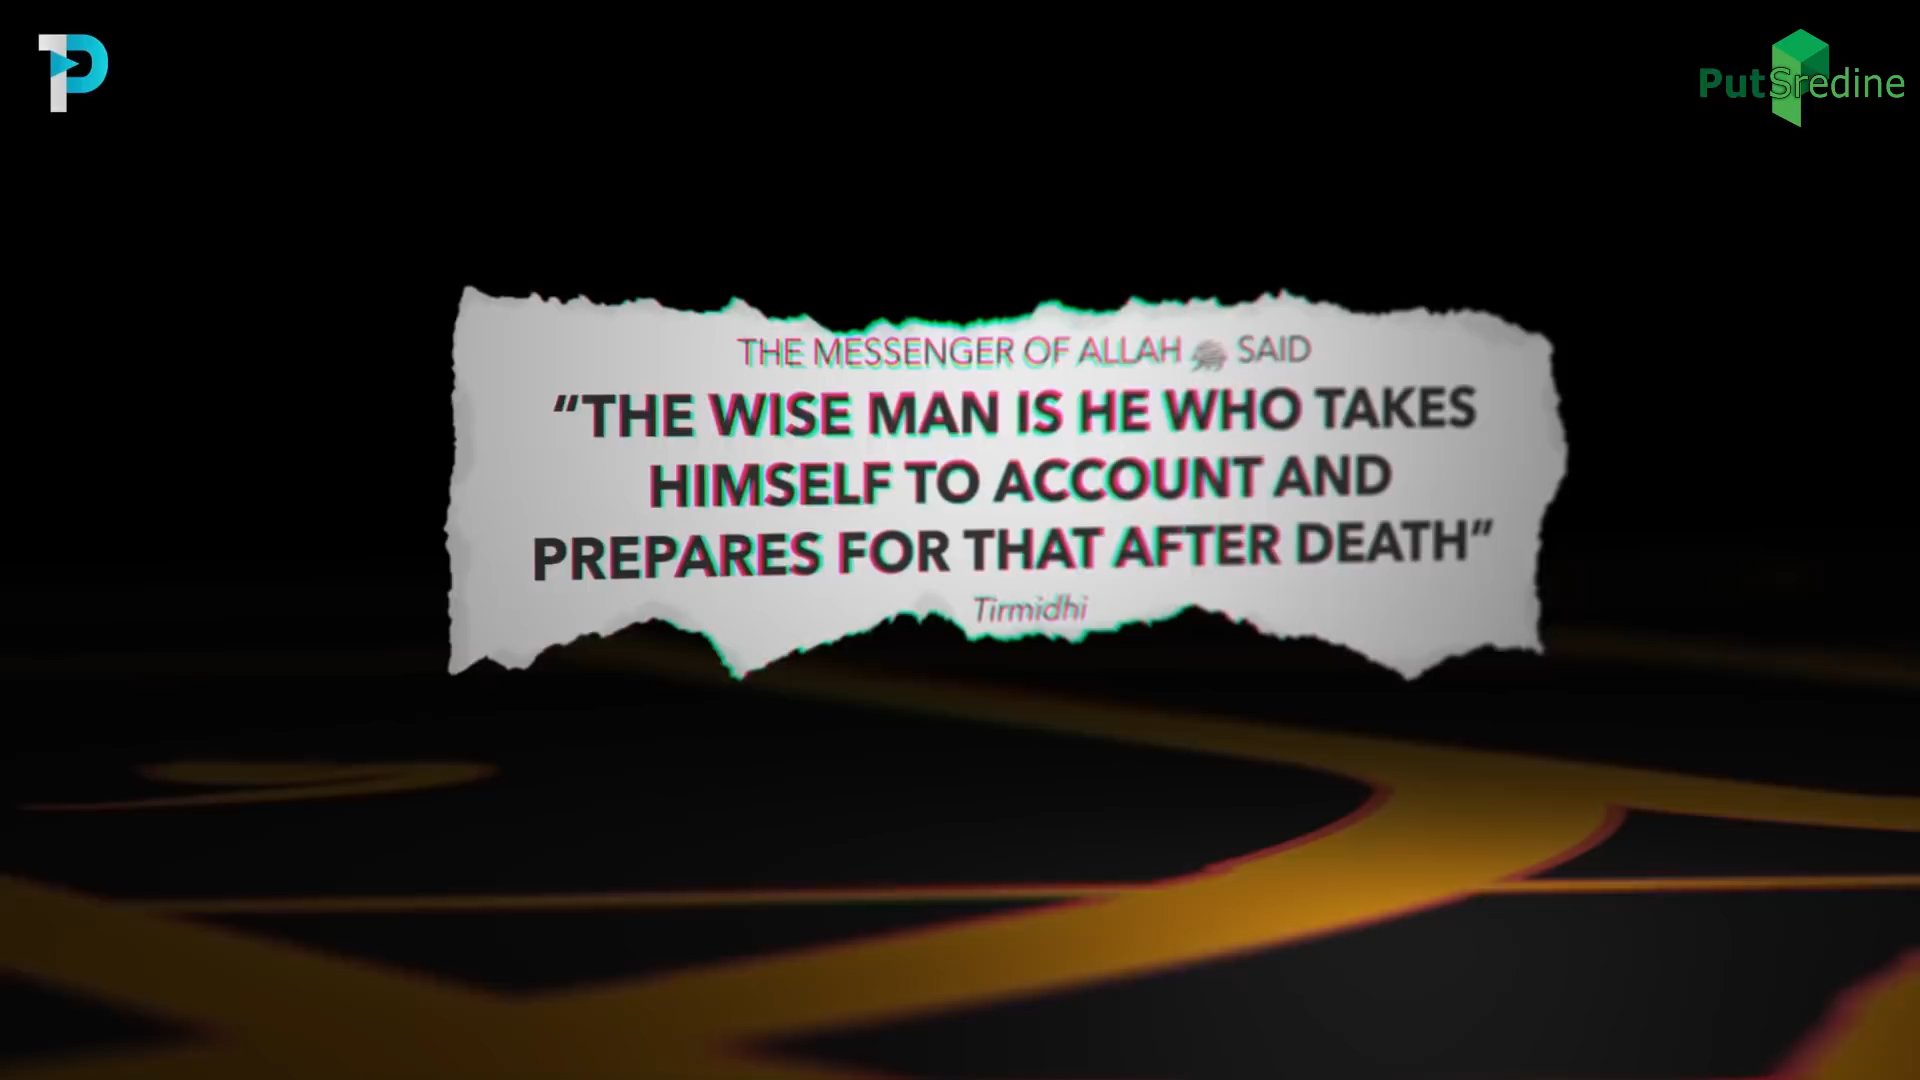 PutSredine
THE MESSENGER OF ALLAH ﷺ SAID
“THE WISE MAN IS HE WHO TAKES
HIMSELF TO ACCOUNT AND
PREPARES FOR THAT AFTER DEATH”
Tirmidhi